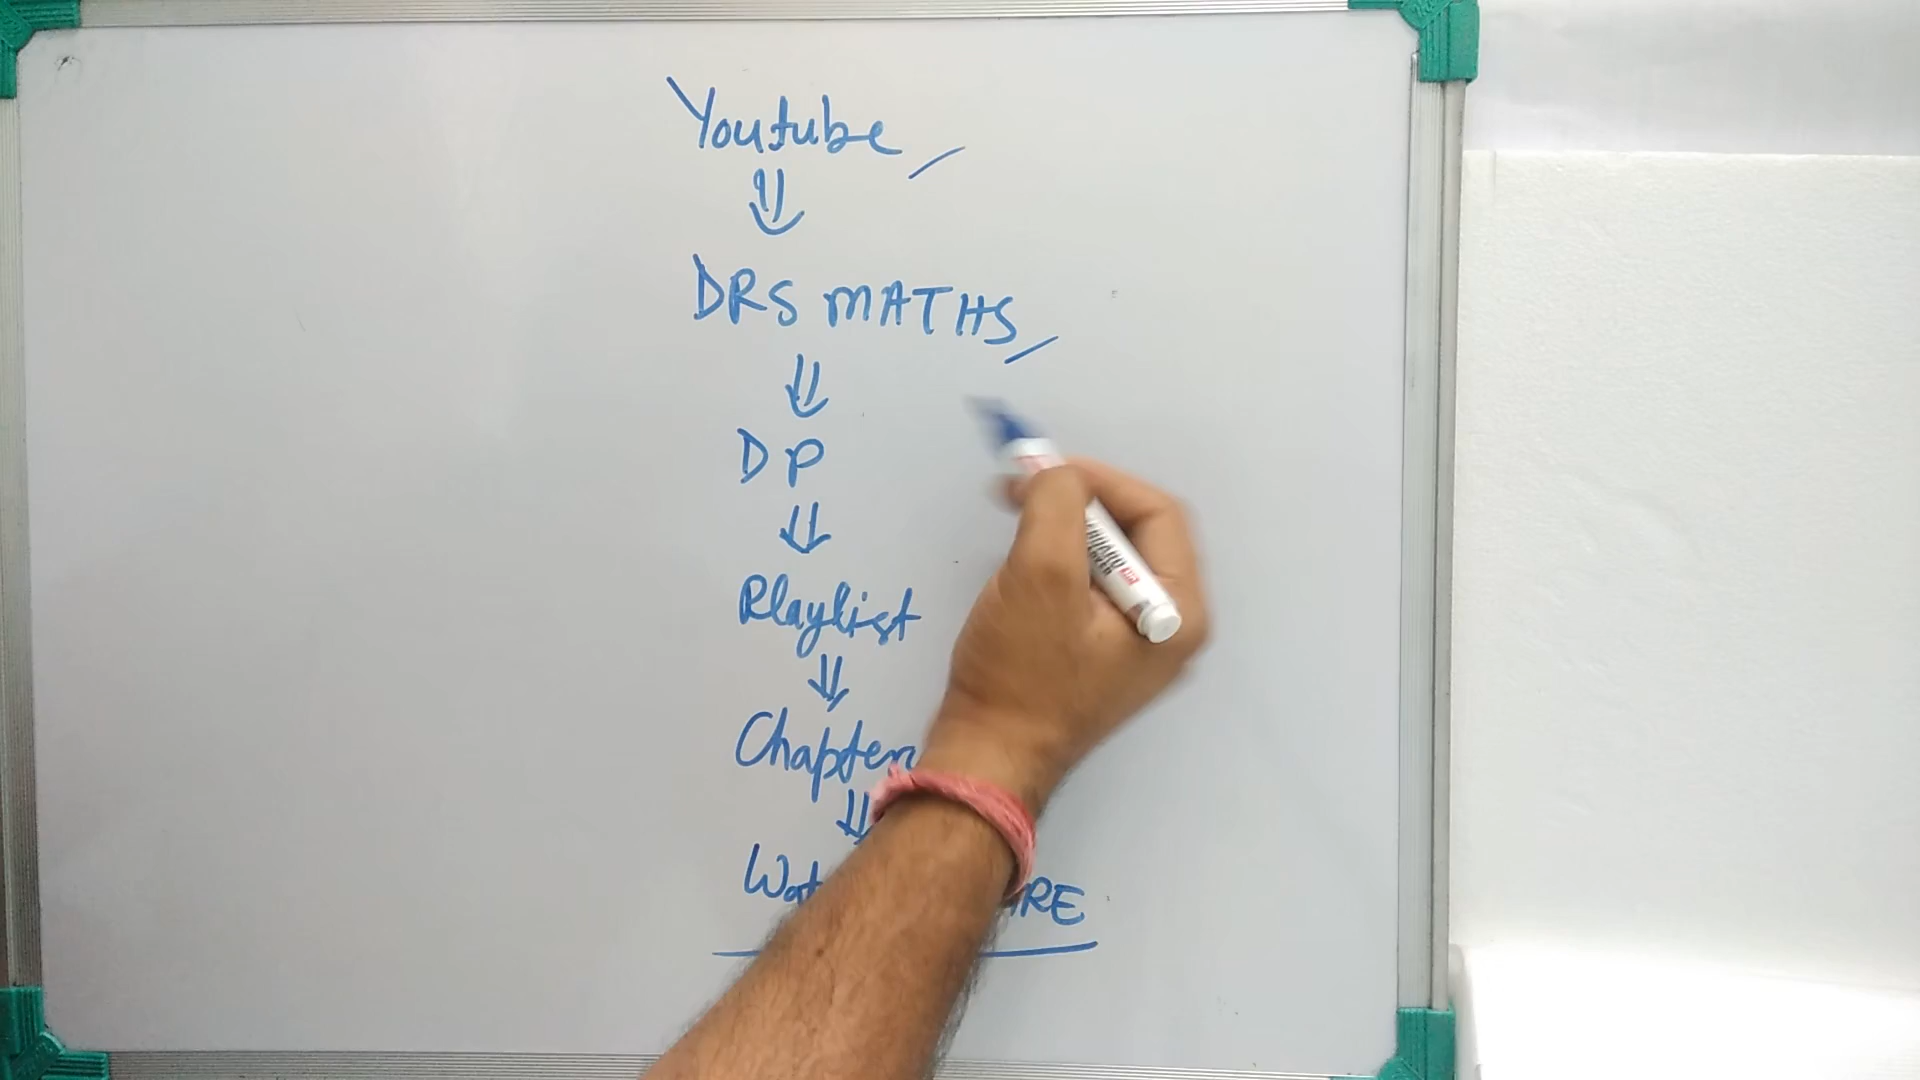 Youtube
DRS MATHS
DP
Playlist
Chapter